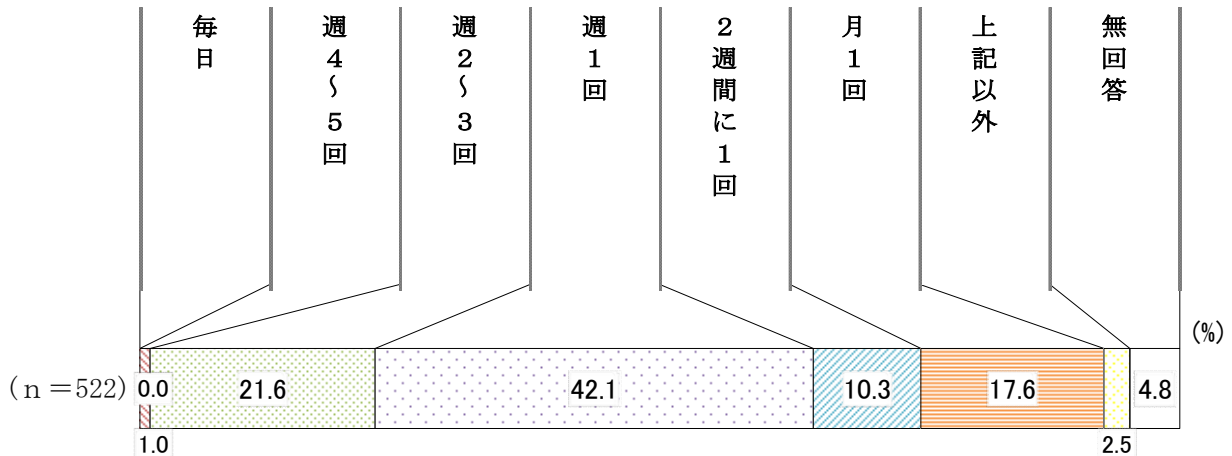 毎日
週４～５回
週２～３回
週１回
２週間に１回
月１回
上記以外
無回答
(%)
（ｎ＝522）
0.0
21.6
42.1
10.3
17.6
4.8
1.0
2.5